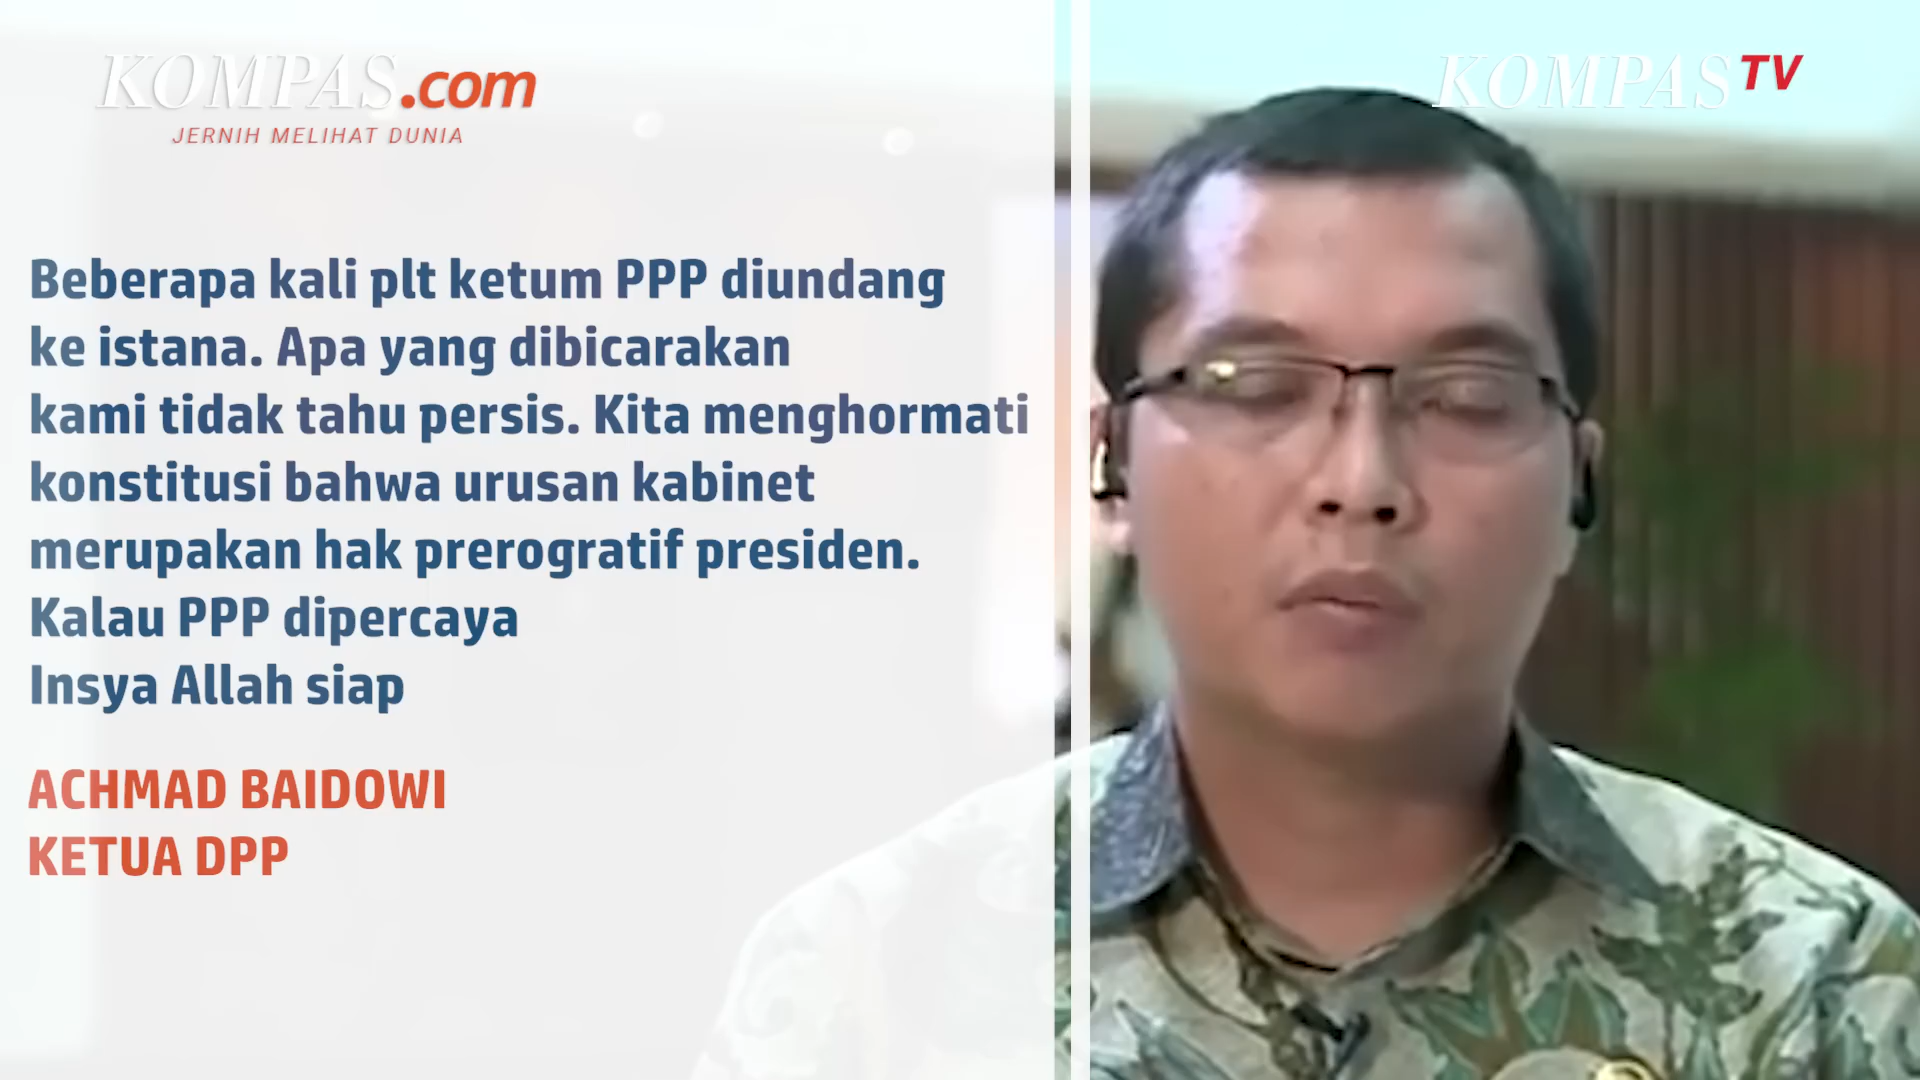 KOMPAS.com
JERNIH MELIHAT DUNIA
KOMPAS TV
Beberapa kali plt ketum PPP diundang
ke istana. Apa yang dibicarakan
kami tidak tahu persis. Kita menghormati
konstitusi bahwa urusan kabinet
merupakan hak prerogratif presiden.
Kalau PPP dipercaya
Insya Allah siap
ACHMAD BAIDOWI
KETUA DPP